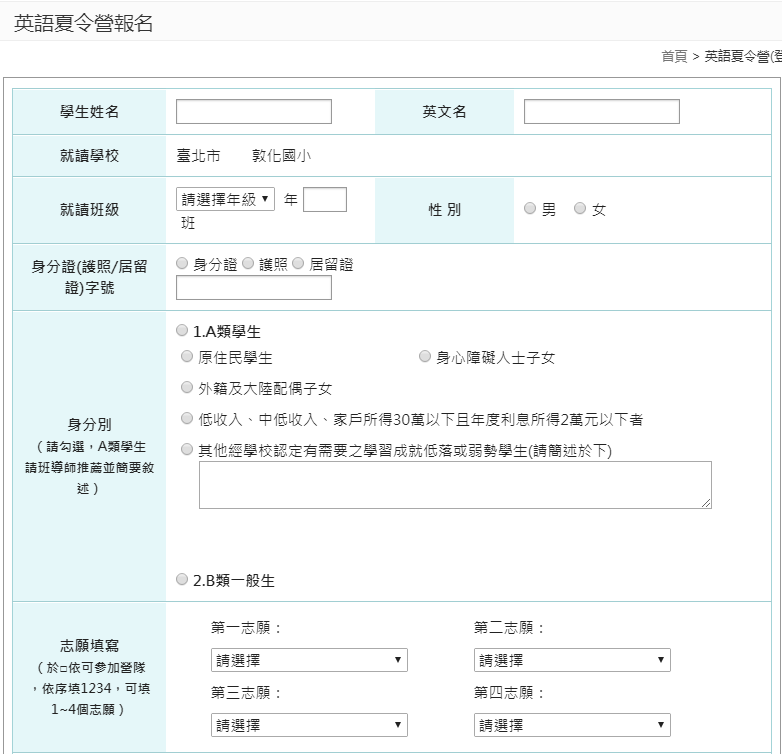 英語夏令營報名
首頁 > 英語夏令營(登
學生姓名
英文名
就讀學校
臺北市 敦化國小
就讀班級
請選擇年級 年
班
性 別
男 女
身分證(護照/居留
證)字號
身分證 護照 居留證
身分別
(請勾選，A類學生
請班導師推薦並簡要敘
述)
1.A類學生
原住民學生 身心障礙人士子女
外籍及大陸配偶子女
低收入、中低收入、家戶所得30萬以下且年度利息所得2萬元以下者
其他經學校認定有需要之學習成就低落或弱勢學生(請簡述於下)
2.B類一般生
志願填寫
(於□依可參加營隊
，依序填1234，可填
1~4個志願)
第一志願： 第二志願：
請選擇 請選擇
第三志願： 第四志願：
請選擇 請選擇